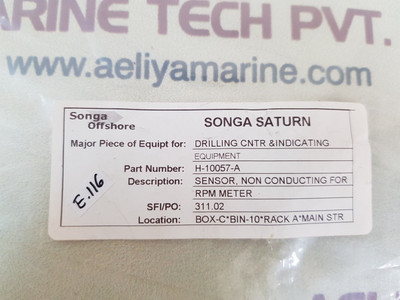 ARINE TECH PVT.
www.aeliyamarine.com
Songa Offshore
SONGA SATURN
Major Piece of Equipt for: DRILLING CNTR &INDICATING
EQUIPMENT
Part Number: H-10057-A
Description: SENSOR, NON CONDUCTING FOR
RPM METER
SFI/PO: 311.02
Location: BOX-C*BIN-10*RACK A*MAIN STR
E.116